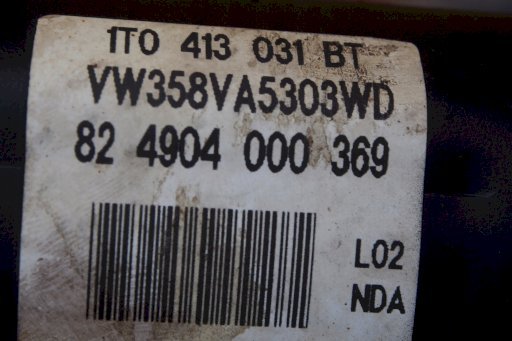 1T0 413 031 BT
VW358VA5303WD
82 4904 000 369
L02
NDA